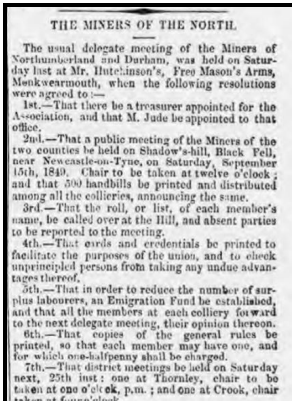 THE MINERS OF THE NORTH.
The usual delegate meeting of the Miners of
Northumberland and Durham, was held on Satur-
day last at Mr. Hutchinson's, Free Mason's Arms,
Monkwearmouth, when the following resolutions
were agreed to:—
1st.—That there be a treasurer appointed for the
Association, and that M. Jude be appointed to that
office.
2nd.—That a public meeting of the Miners of the
two counties be held on Shadow's-hill, Black Fell,
near Newcastle-on-Tyne, on Saturday, September
15th, 1849. Chair to be taken at twelve o'clock;
and that 500 handbills be printed and distributed
among all the collieries, announcing the same.
3rd.—That the roll, or list, of each member's
name, be called over at the Hill, and absent parties
to be reported to the meeting.
4th.—That cards and credentials be printed to
facilitate the purposes of the union, and to check
unprincipled persons from taking any undue advan-
tages thereof.
5th.—That in order to reduce the number of sur-
plus labourers, an Emigration Fund be established,
and that all the members at each colliery forward
to the next delegate meeting, their opinion thereon.
6th.—That copies of the general rules be
printed, so that each member may have one, and
for which one-halfpenny shall be charged.
7th.—That district meetings be held on Saturday
next, 25th inst: one at Thornley, chair to be
taken at one o'clock, p.m.; and one at Crook, chair